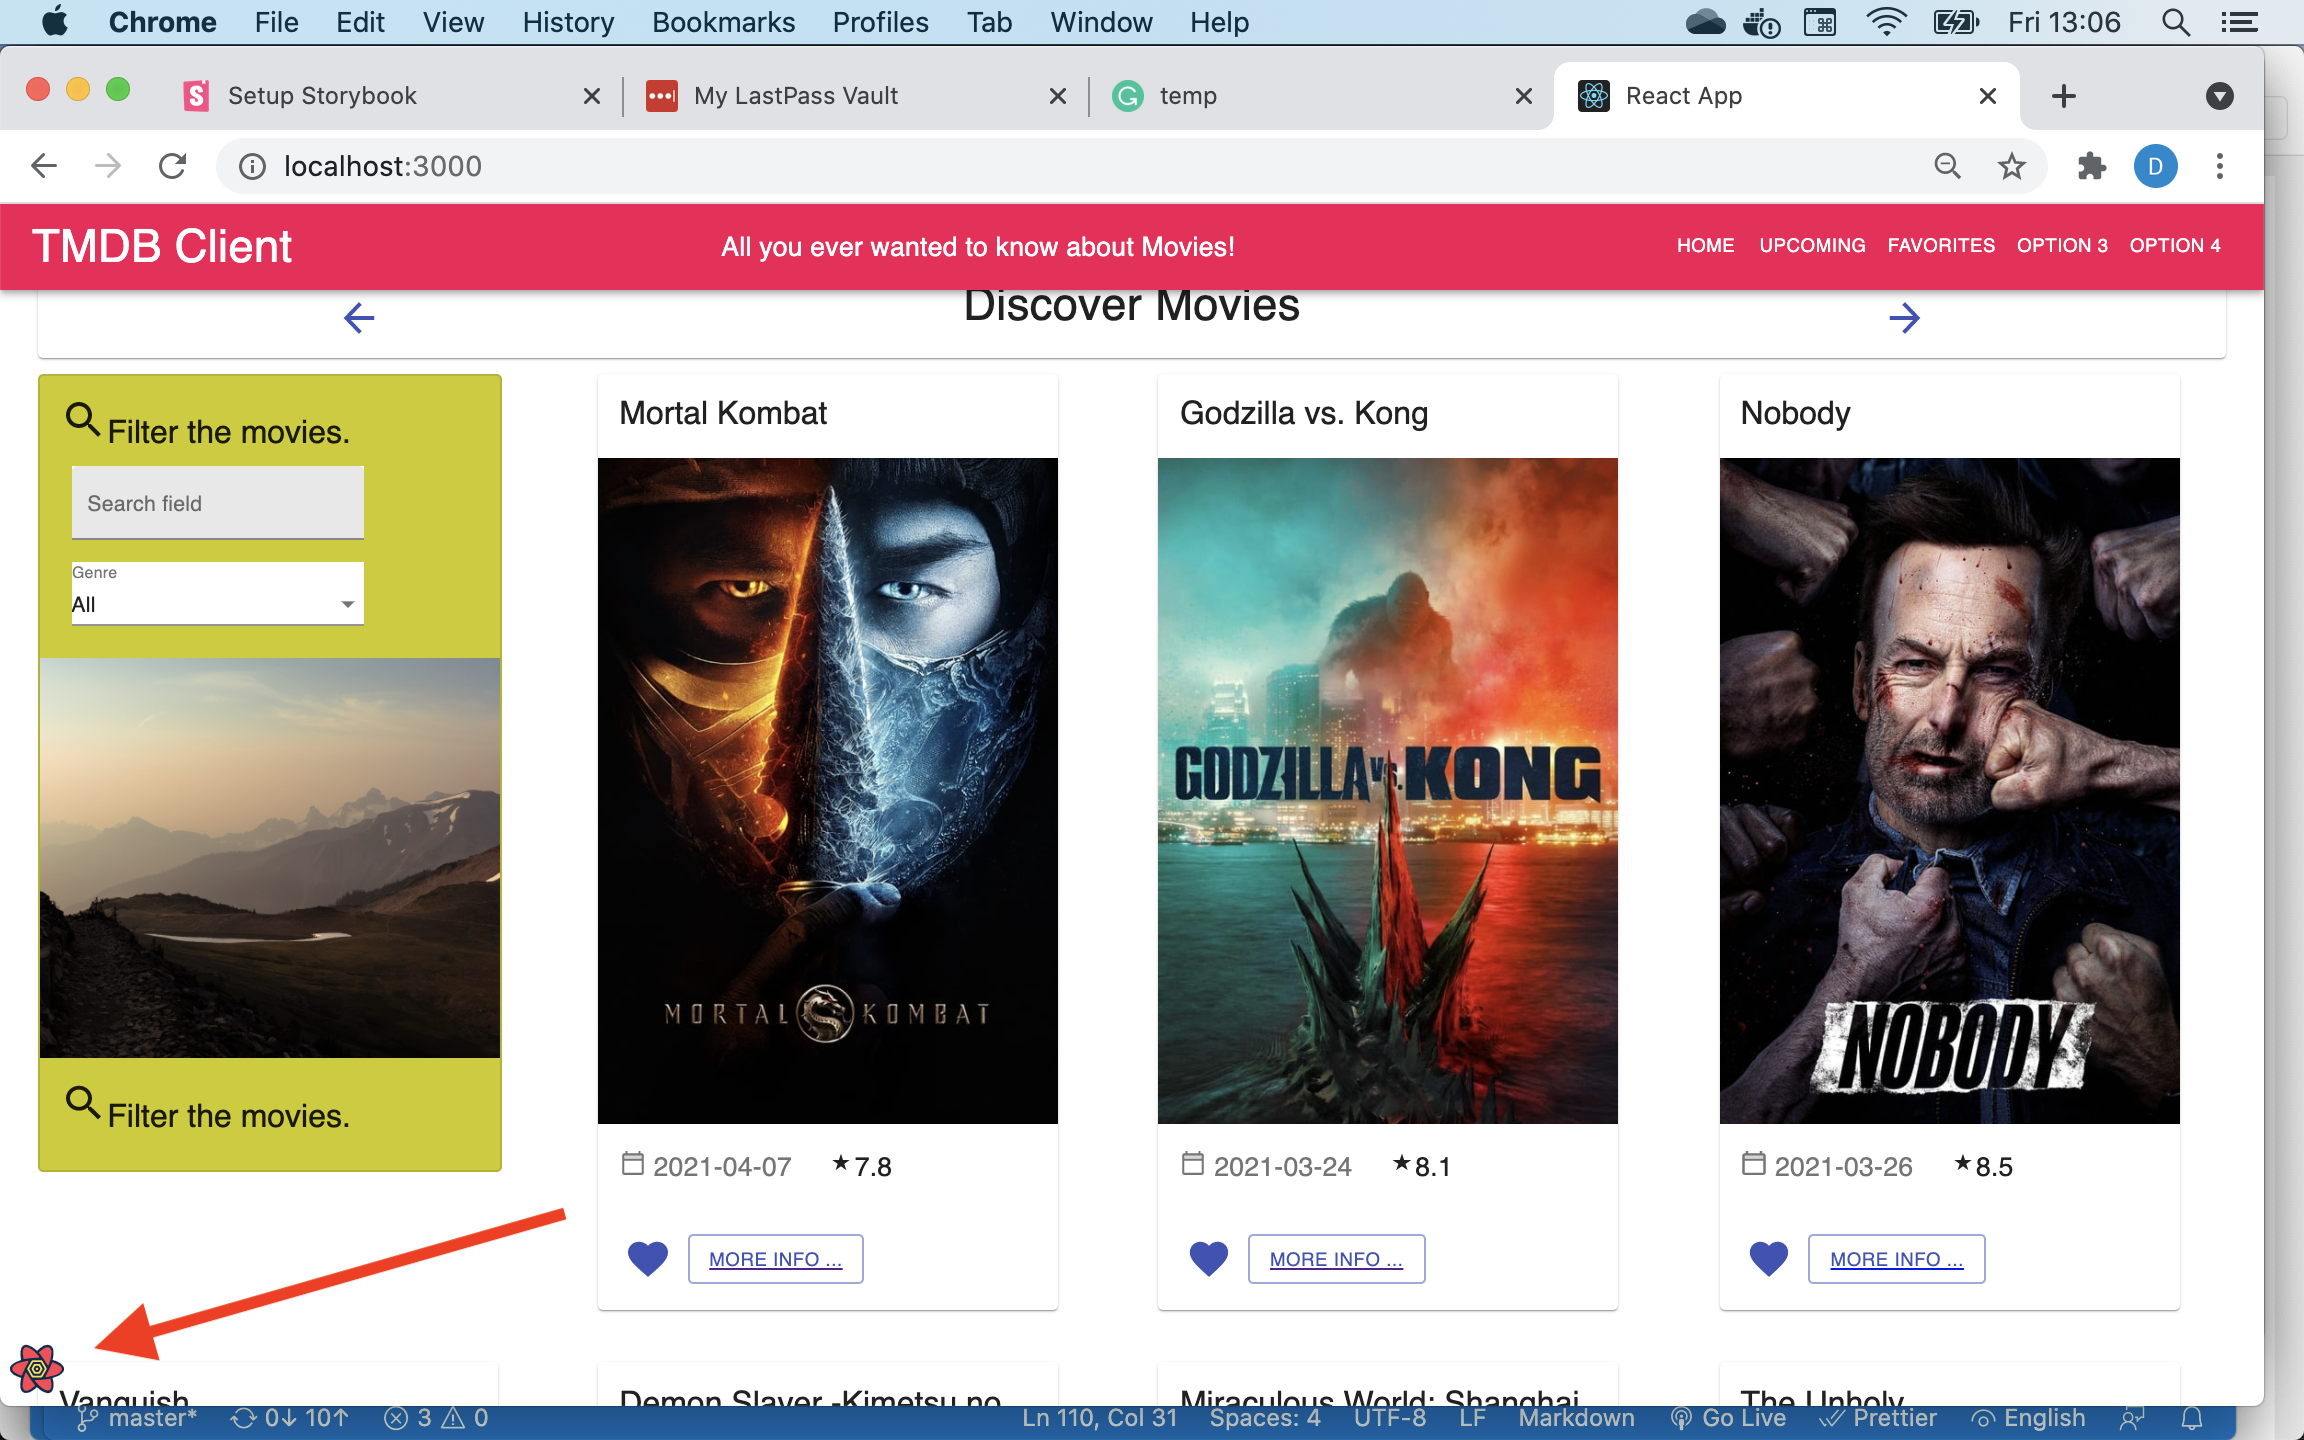 Chrome File Edit View History Bookmarks Profiles Tab Window Help Fri 13:06
Setup Storybook My LastPass Vault temp React App
localhost:3000 D
TMDB Client All you ever wanted to know about Movies! HOME UPCOMING FAVORITES OPTION 3 OPTION 4
Discover Movies
Filter the movies.
Search field
Genre
All
Filter the movies.
Mortal Kombat
MORTAL KOMBAT
2021-04-07 7.8
MORE INFO ...
Godzilla vs. Kong
GODZILLA VS. KONG
2021-03-24 8.1
MORE INFO ...
Nobody
NOBODY
2021-03-26 8.5
MORE INFO ...
Vanquish Demon Slayer -Kimetsu no Miraculous World: Shanghai The Unholy
master* 0↓ 10↑ 3 0 Ln 110, Col 31 Spaces: 4 UTF-8 LF Markdown Go Live Prettier English